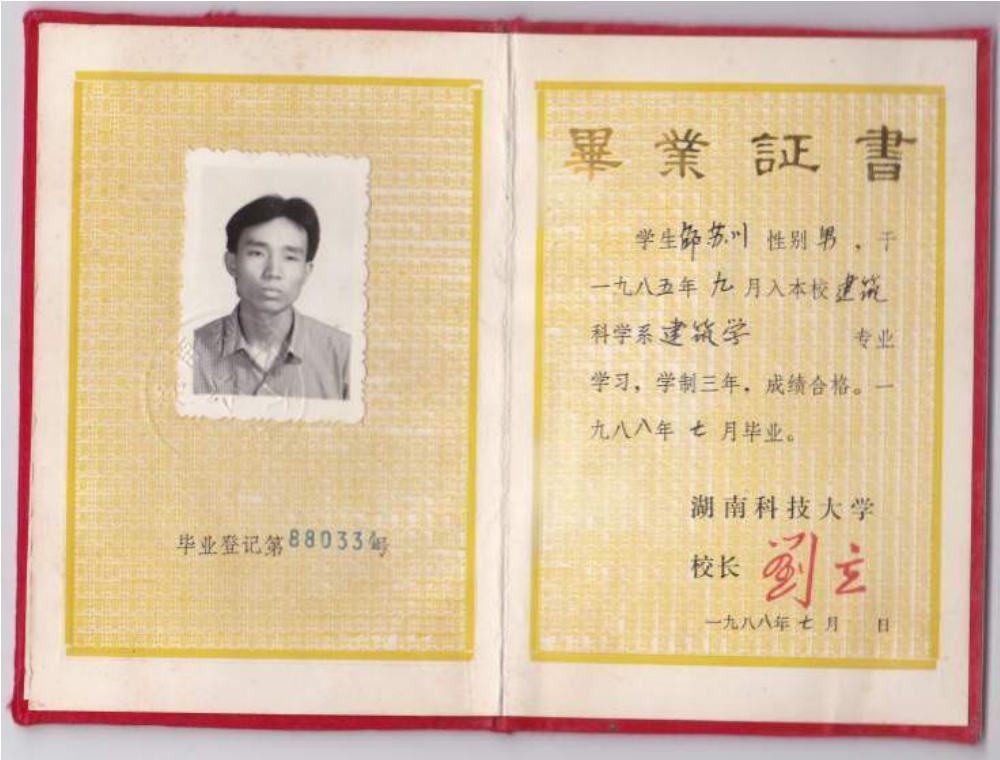 毕业登记第88033号
畢業証書
学生 苏川 性别男,于
一九八五年九月入本校建筑
科学系建筑学 专业
学习,学制三年,成绩合格。一
九八八年七月毕业。
湖南科技大学
校长 劉立
一九八八年七月 日